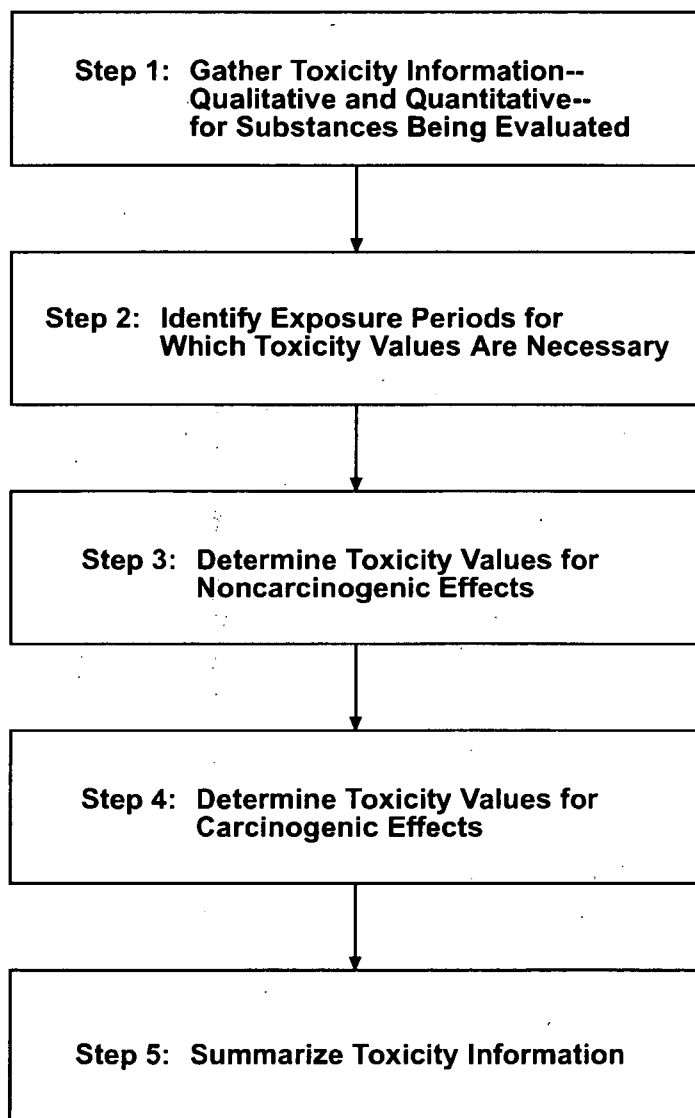 Step 1: Gather Toxicity Information--
Qualitative and Quantitative--
for Substances Being Evaluated
Step 2: Identify Exposure Periods for
Which Toxicity Values Are Necessary
Step 3: Determine Toxicity Values for
Noncarcinogenic Effects
Step 4: Determine Toxicity Values for
Carcinogenic Effects
Step 5: Summarize Toxicity Information